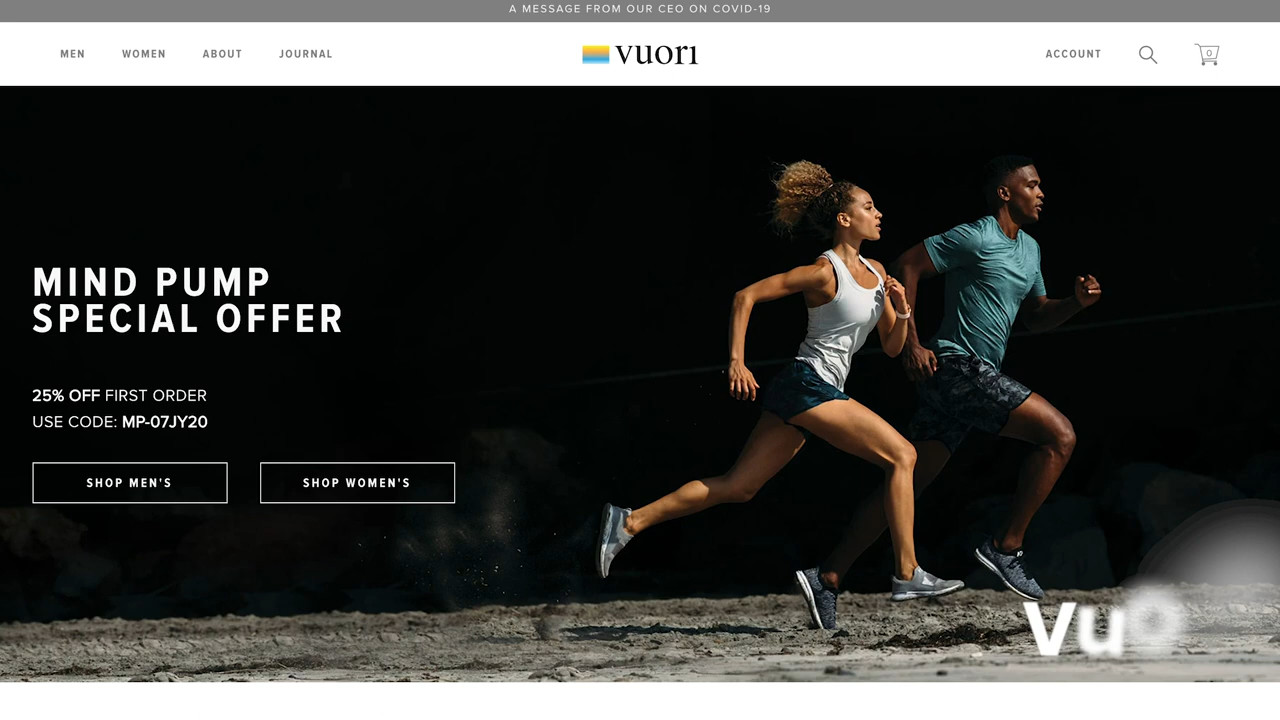 A MESSAGE FROM OUR CEO ON COVID-19
MEN WOMEN ABOUT JOURNAL
vuori
ACCOUNT 0
MIND PUMP
SPECIAL OFFER
25% OFF FIRST ORDER
USE CODE: MP-07JY20
SHOP MEN'S SHOP WOMEN'S
Vuo